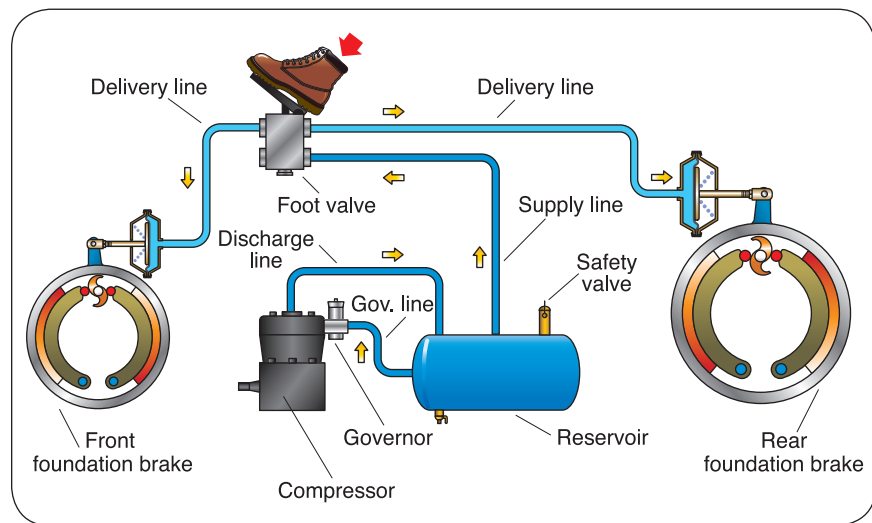 Delivery line
Delivery line
Foot valve
Supply line
Discharge
line
Safety
valve
Gov. line
Front
foundation brake
Governor
Reservoir
Rear
foundation brake
Compressor